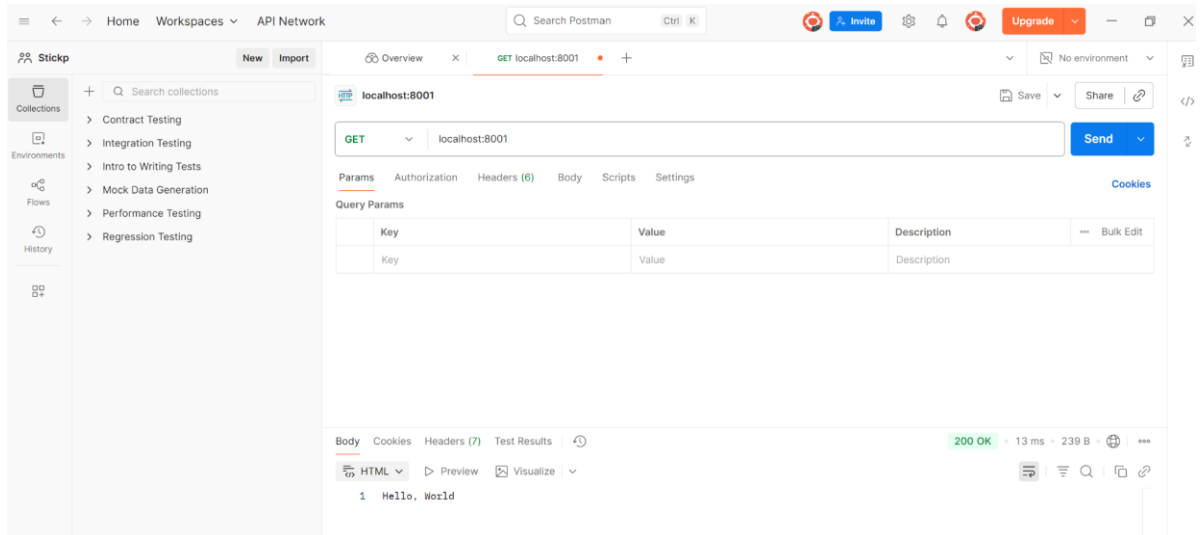 Home Workspaces API Network Search Postman Ctrl K Invite Upgrade
Stickp New Import Overview GET localhost:8001 No environment
Collections Search collections HTTP localhost:8001 Save Share
Contract Testing
Integration Testing GET localhost:8001 Send
Environments Intro to Writing Tests
Mock Data Generation Params Authorization Headers (6) Body Scripts Settings Cookies
Flows Performance Testing Query Params
Regression Testing Key Value Description Bulk Edit
History Key Value Description
Body Cookies Headers (7) Test Results 200 OK 13 ms 239 B
HTML Preview Visualize
1 Hello, World